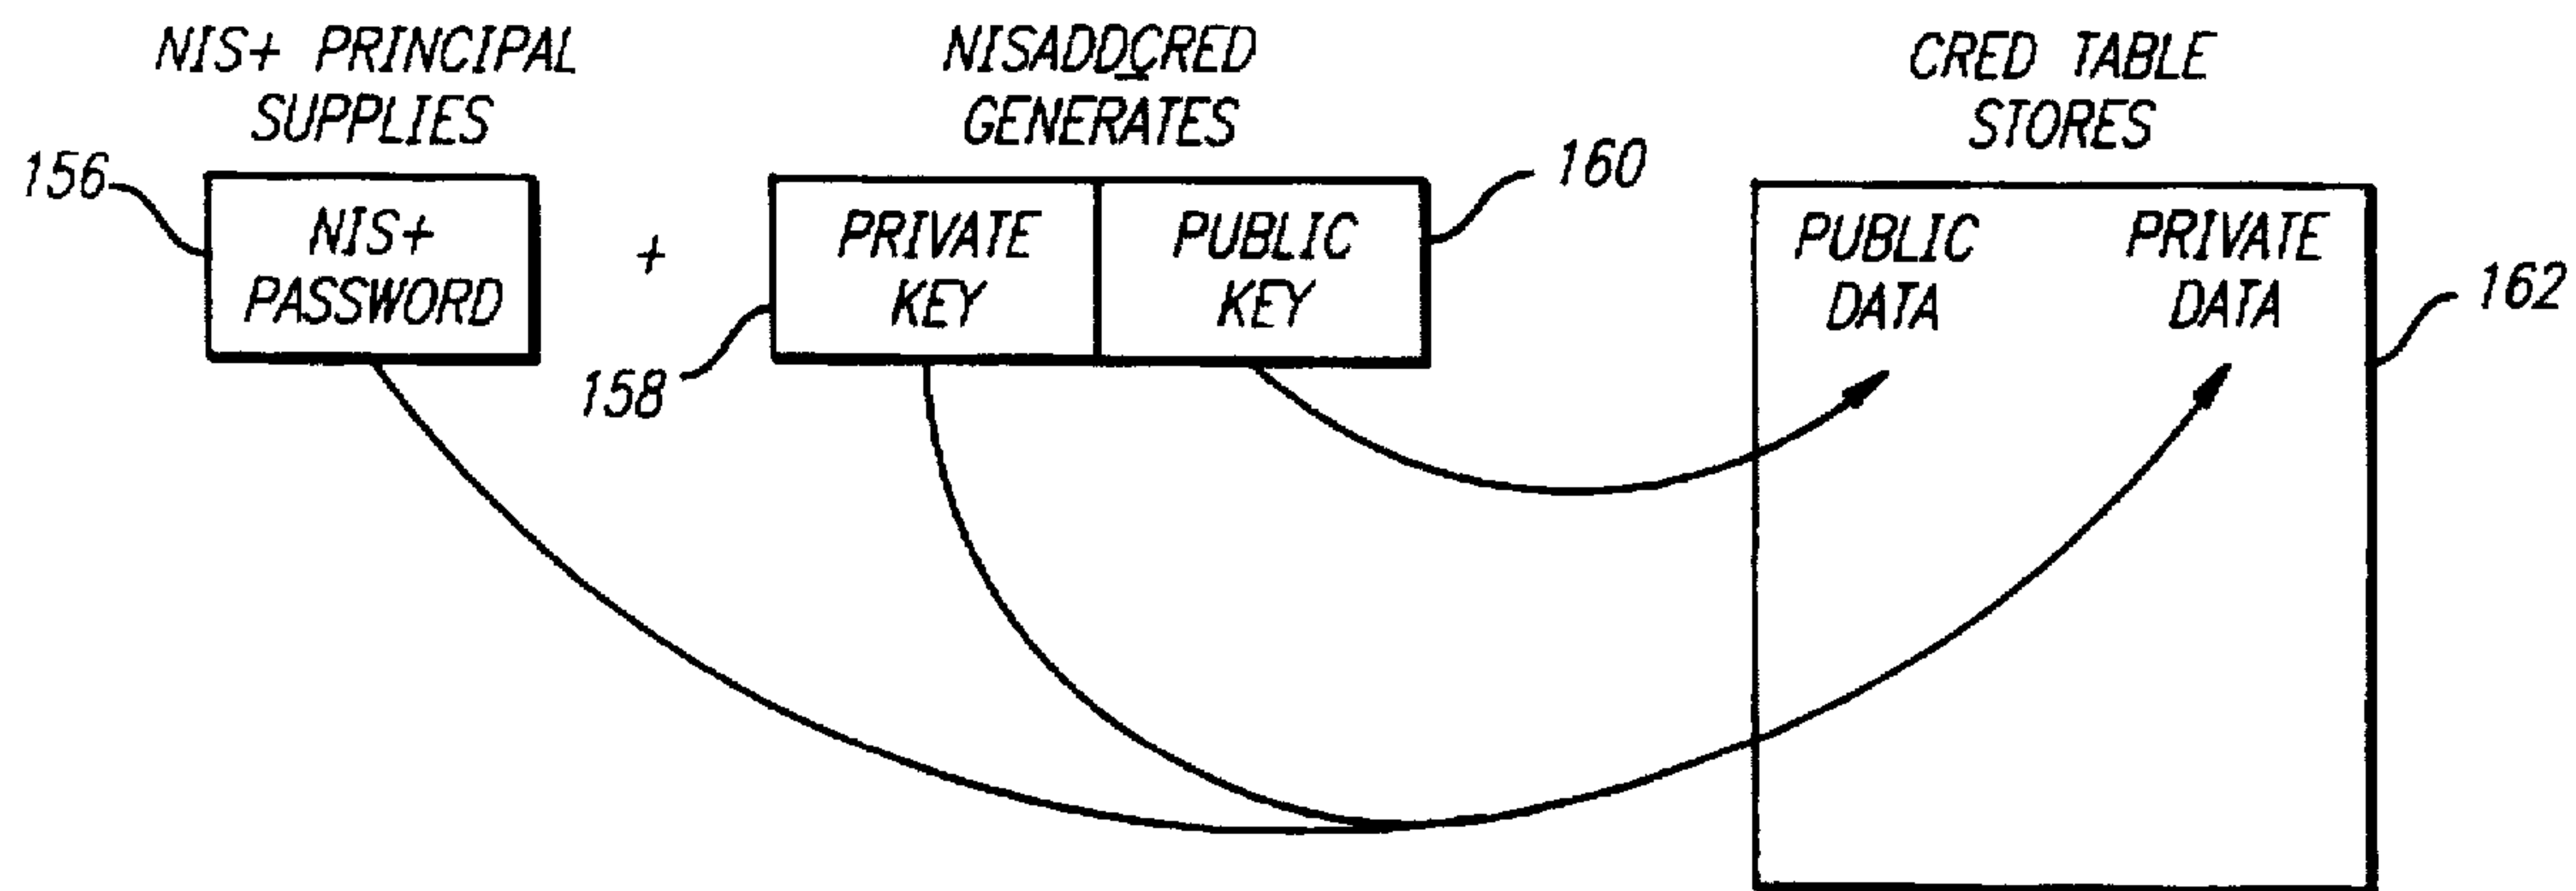 NIS+ PRINCIPAL
SUPPLIES
NISADDCRED
GENERATES
CRED TABLE
STORES
156
NIS+
PASSWORD
+
158
PRIVATE
KEY
PUBLIC
KEY
160
PUBLIC
DATA
PRIVATE
DATA
162